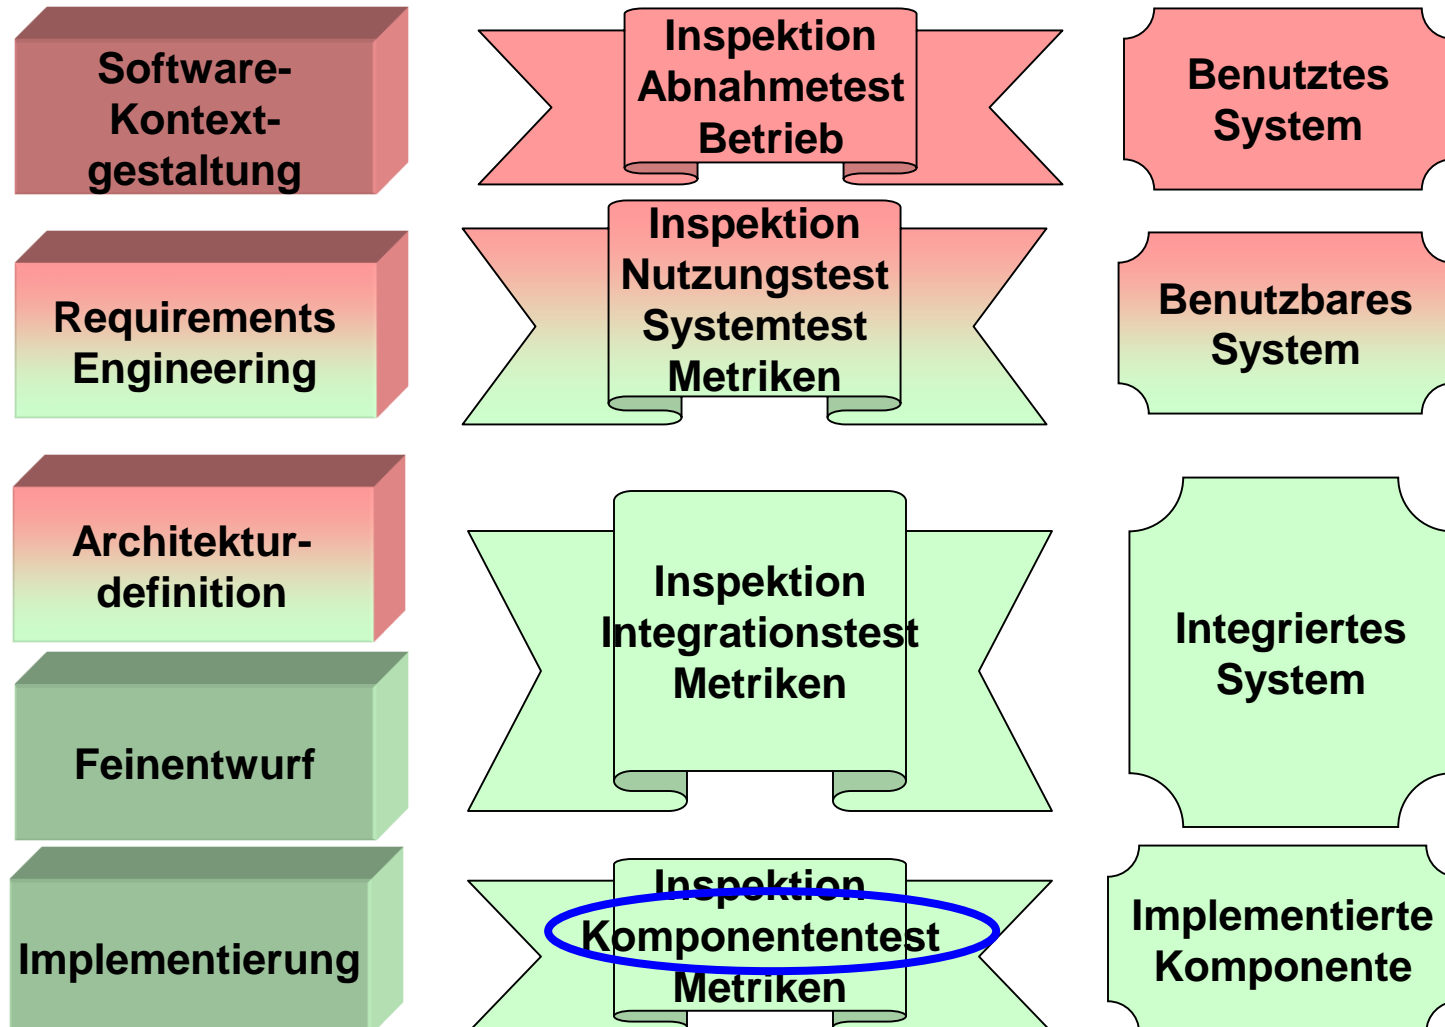 Software-
Kontext-
gestaltung
Inspektion
Abnahmetest
Betrieb
Benutztes
System
Requirements
Engineering
Inspektion
Nutzungstest
Systemtest
Metriken
Benutzbares
System
Architektur-
definition
Feinentwurf
Inspektion
Integrationstest
Metriken
Integriertes
System
Implementierung
Inspektion
Komponententest
Metriken
Implementierte
Komponente